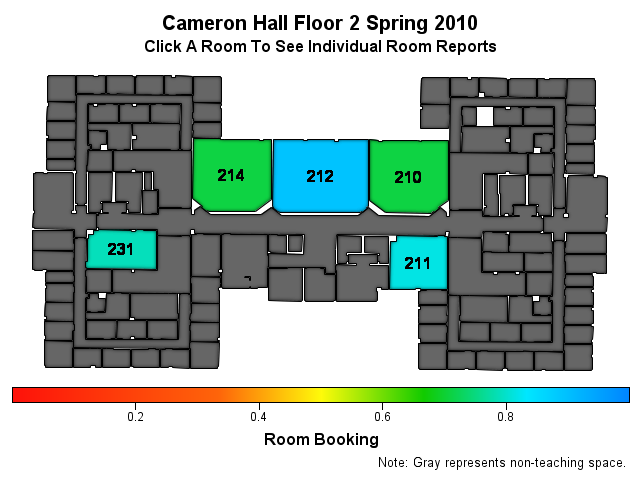 Cameron Hall Floor 2 Spring 2010
Click A Room To See Individual Room Reports
214
212
210
231
211
0.2 0.4 0.6 0.8
Room Booking
Note: Gray represents non-teaching space.